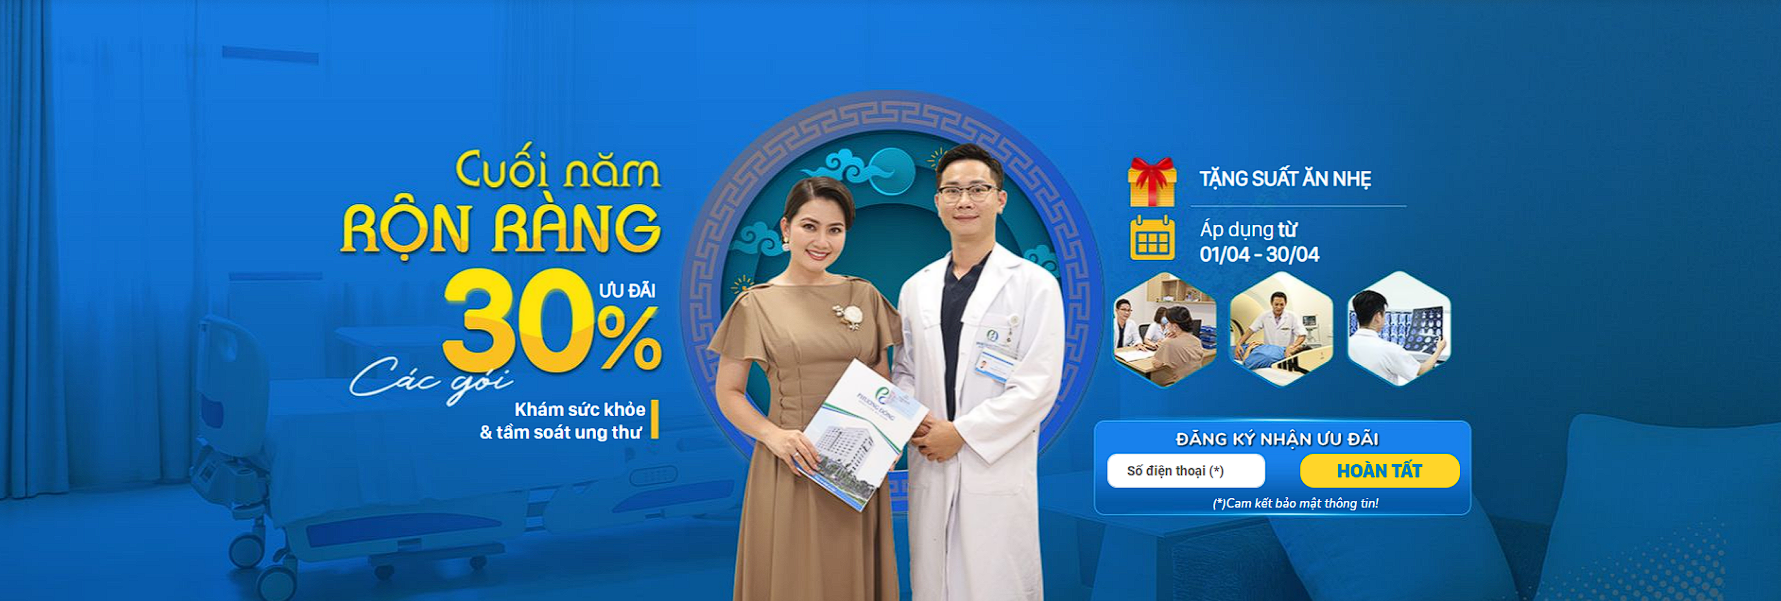 Cuối năm
RỘN RÀNG
30%
ƯU ĐÃI
Các gói
Khám sức khỏe
& tầm soát ung thư
PHƯƠNG ĐÔNG
TẶNG SUẤT ĂN NHẸ
Áp dụng từ
01/04 - 30/04
ĐĂNG KÝ NHẬN ƯU ĐÃI
Số điện thoại (*)
HOÀN TẤT
(*)Cam kết bảo mật thông tin!